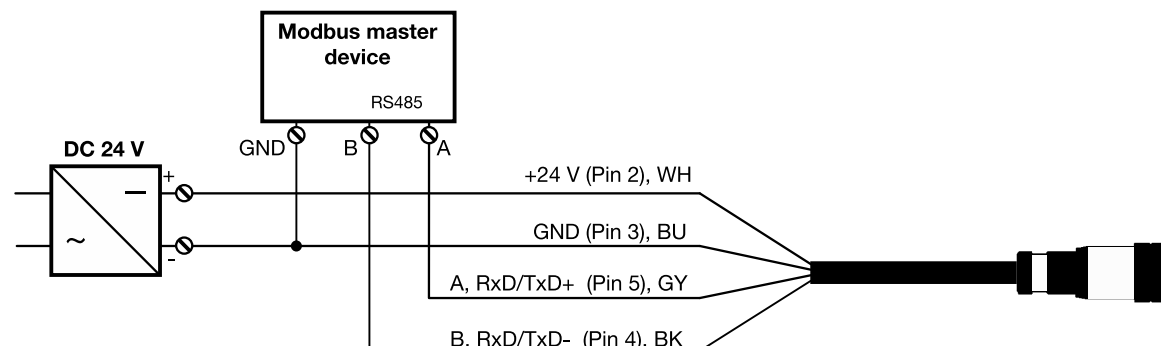 Modbus master
device
RS485
GND B A
DC 24 V
+
-
~
+24 V (Pin 2), WH
GND (Pin 3), BU
A, RxD/TxD+ (Pin 5), GY
B, RxD/TxD- (Pin 4), BK